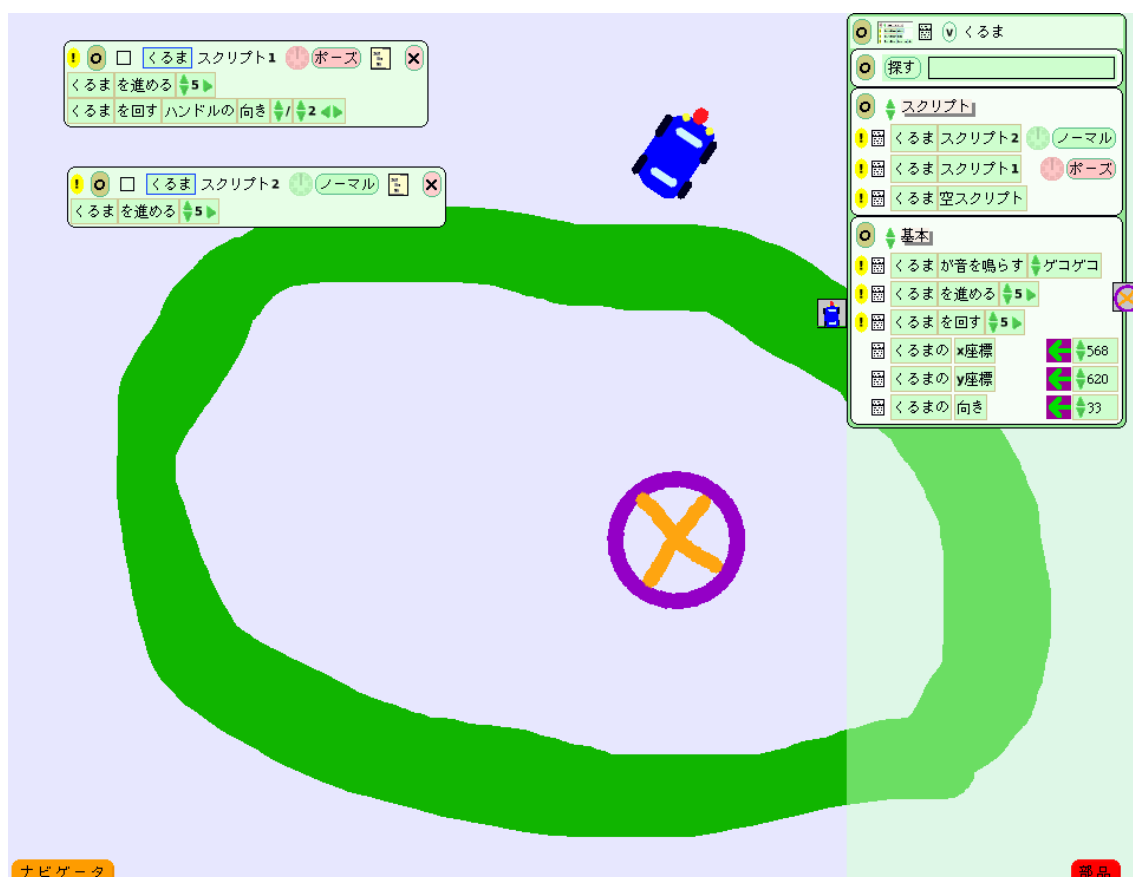 ! O くるま スクリプト1 ポーズ
くるま を進める 5
くるま を回す ハンドルの 向き / 2
! O くるま スクリプト2 ノーマル
くるま を進める 5
O v くるま
O 探す
O スクリプト
! くるま スクリプト2 ノーマル
! くるま スクリプト1 ポーズ
! くるま 空スクリプト
O 基本
! くるま が音を鳴らす ゲコゲコ
! くるま を進める 5
! くるま を回す 5
くるまの x座標 568
くるまの y座標 620
くるまの 向き 33
ナビゲータ
部品